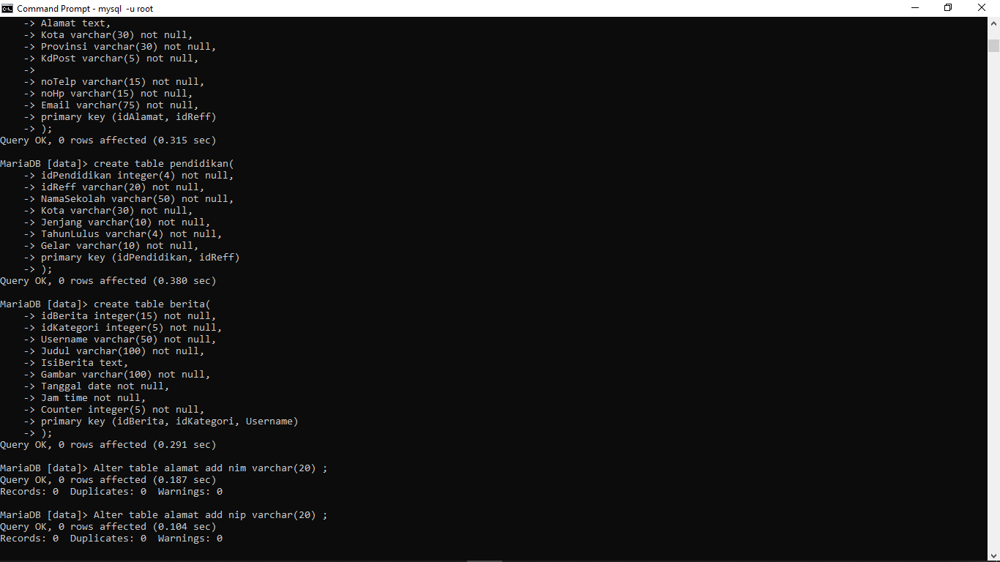 Command Prompt - mysql  -u root
    -> Alamat text,
    -> Kota varchar(30) not null,
    -> Provinsi varchar(30) not null,
    -> KdPost varchar(5) not null,
    ->
    -> noTelp varchar(15) not null,
    -> noHp varchar(15) not null,
    -> Email varchar(75) not null,
    -> primary key (idAlamat, idReff)
    -> );
Query OK, 0 rows affected (0.315 sec)

MariaDB [data]> create table pendidikan(
    -> idPendidikan integer(4) not null,
    -> idReff varchar(20) not null,
    -> NamaSekolah varchar(50) not null,
    -> Kota varchar(30) not null,
    -> Jenjang varchar(10) not null,
    -> TahunLulus varchar(4) not null,
    -> Gelar varchar(10) not null,
    -> primary key (idPendidikan, idReff)
    -> );
Query OK, 0 rows affected (0.380 sec)

MariaDB [data]> create table berita(
    -> idBerita integer(15) not null,
    -> idKategori integer(5) not null,
    -> Username varchar(50) not null,
    -> Judul varchar(100) not null,
    -> IsiBerita text,
    -> Gambar varchar(100) not null,
    -> Tanggal date not null,
    -> Jam time not null,
    -> Counter integer(5) not null,
    -> primary key (idBerita, idKategori, Username)
    -> );
Query OK, 0 rows affected (0.291 sec)

MariaDB [data]> Alter table alamat add nim varchar(20) ;
Query OK, 0 rows affected (0.187 sec)
Records: 0  Duplicates: 0  Warnings: 0

MariaDB [data]> Alter table alamat add nip varchar(20) ;
Query OK, 0 rows affected (0.104 sec)
Records: 0  Duplicates: 0  Warnings: 0